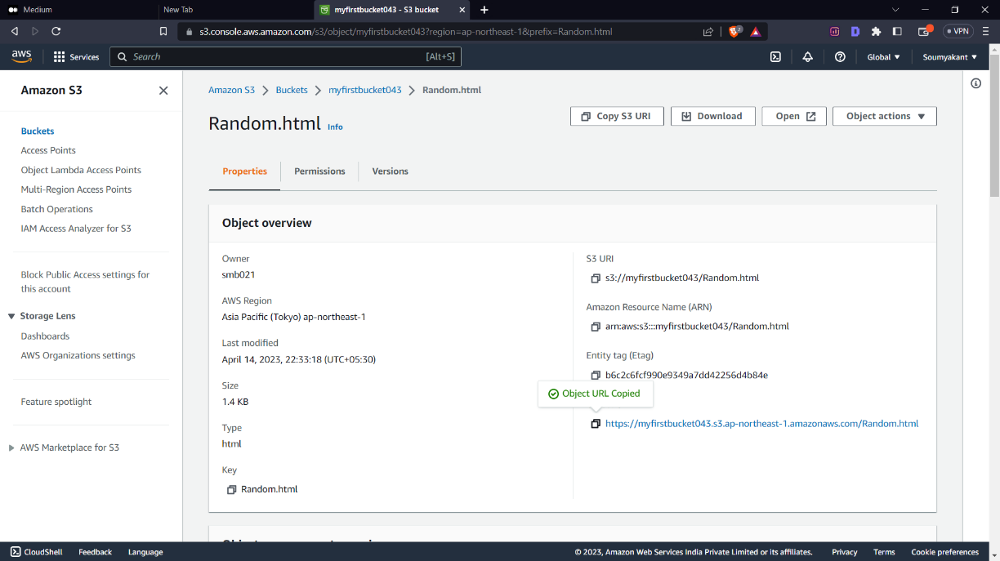 Medium
New Tab
myfirstbucket043 - S3 bucket
s3.console.aws.amazon.com/s3/object/myfirstbucket043?region=ap-northeast-1&prefix=Random.html
2
VPN
aws
Services
Search
[Alt+S]
Global
Soumyakant
Amazon S3
Buckets
Access Points
Object Lambda Access Points
Multi-Region Access Points
Batch Operations
IAM Access Analyzer for S3
Block Public Access settings for
this account
Storage Lens
Dashboards
AWS Organizations settings
Feature spotlight
AWS Marketplace for S3
Amazon S3 > Buckets > myfirstbucket043 > Random.html
Random.html
Info
Copy S3 URI
Download
Open
Object actions
Properties
Permissions
Versions
Object overview
Owner
smb021
AWS Region
Asia Pacific (Tokyo) ap-northeast-1
Last modified
April 14, 2023, 22:33:18 (UTC+05:30)
Size
1.4 KB
Type
html
Key
Random.html
S3 URI
s3://myfirstbucket043/Random.html
Amazon Resource Name (ARN)
arn:aws:s3:::myfirstbucket043/Random.html
Entity tag (Etag)
b6c2c6fcf990e9349a7dd42256d4b84e
Object URL Copied
https://myfirstbucket043.s3.ap-northeast-1.amazonaws.com/Random.html
CloudShell
Feedback
Language
© 2023, Amazon Web Services India Private Limited or its affiliates.
Privacy
Terms
Cookie preferences